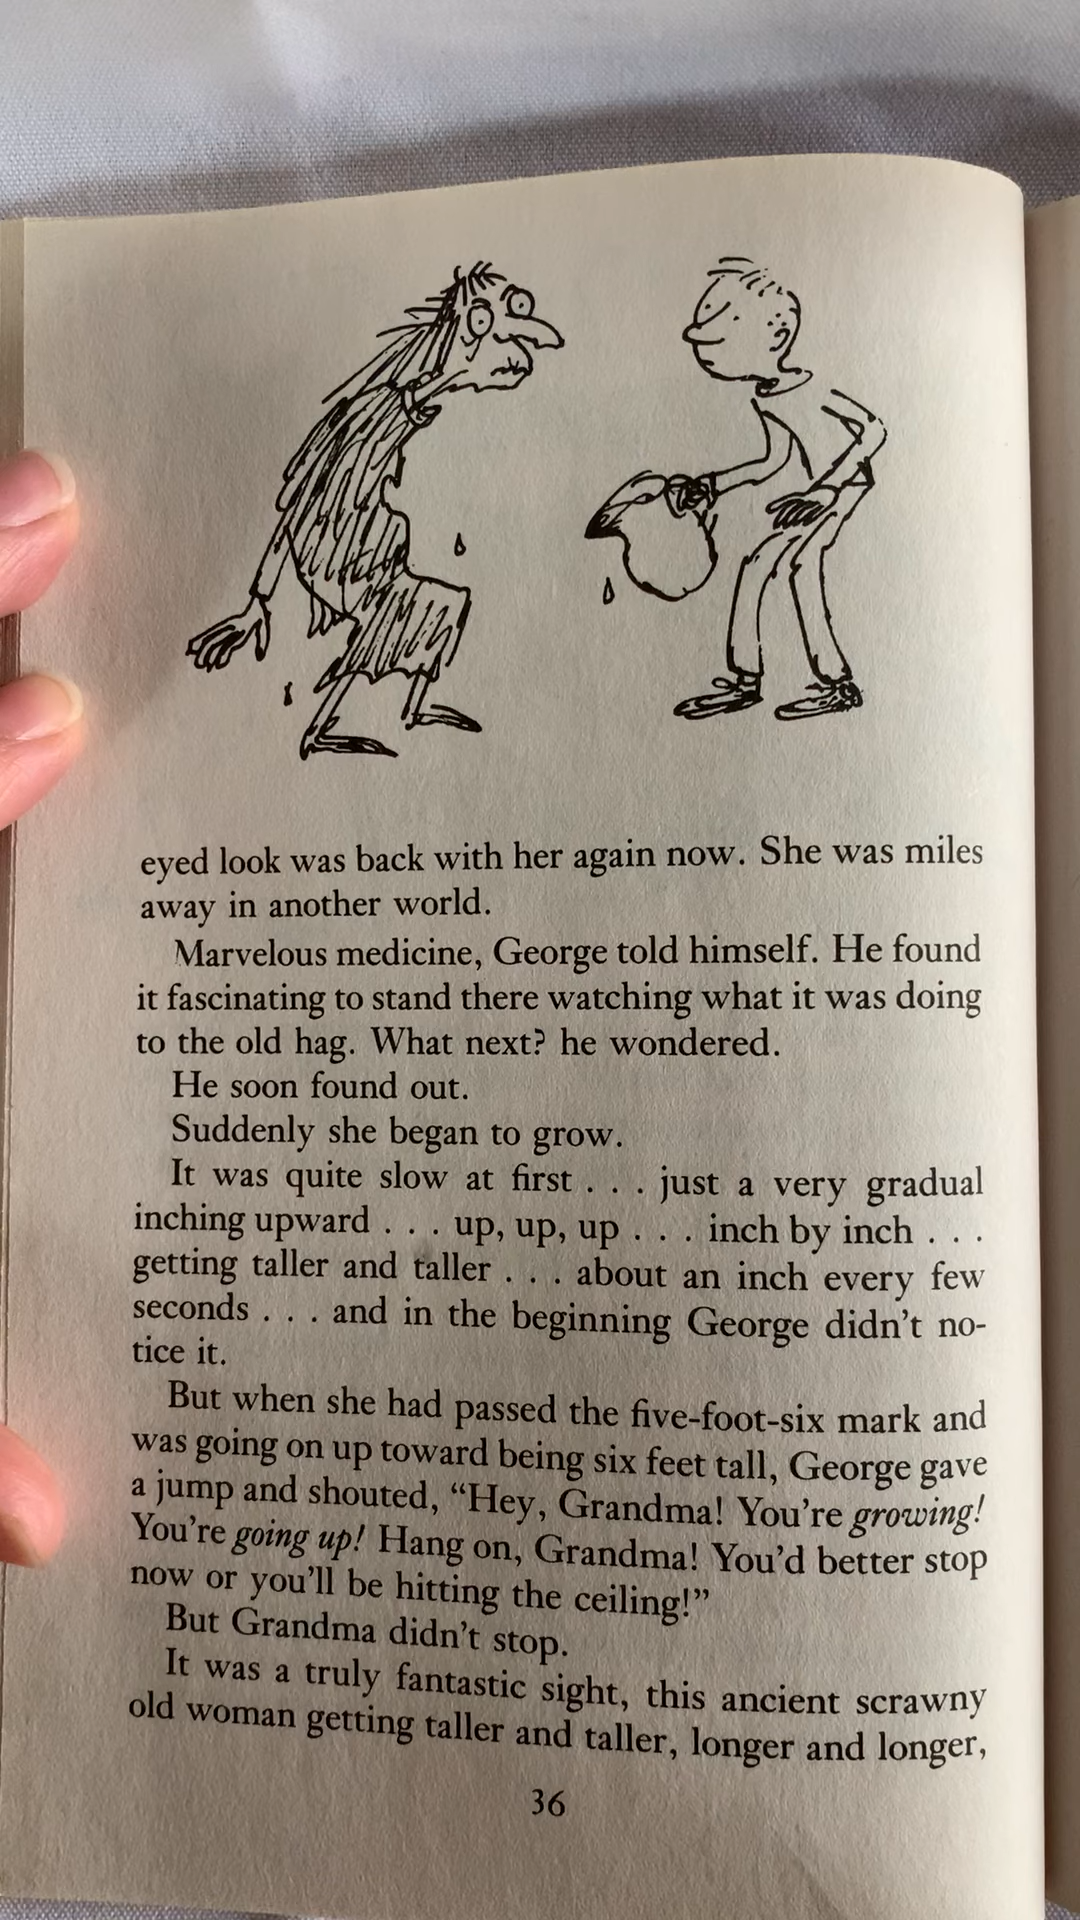 eyed look was back with her again now. She was miles
away in another world.
Marvelous medicine, George told himself. He found
it fascinating to stand there watching what it was doing
to the old hag. What next? he wondered.
He soon found out.
Suddenly she began to grow.
It was quite slow at first . . . just a very gradual
inching upward . . . up, up, up . . . inch by inch . . .
getting taller and taller . . . about an inch every few
seconds . . . and in the beginning George didn't no-
tice it.
But when she had passed the five-foot-six mark and
was going on up toward being six feet tall, George gave
a jump and shouted, “Hey, Grandma! You're growing!
You're going up! Hang on, Grandma! You'd better stop
now or you'll be hitting the ceiling!”
But Grandma didn't stop.
It was a truly fantastic sight, this ancient scrawny
old woman getting taller and taller, longer and longer,
36